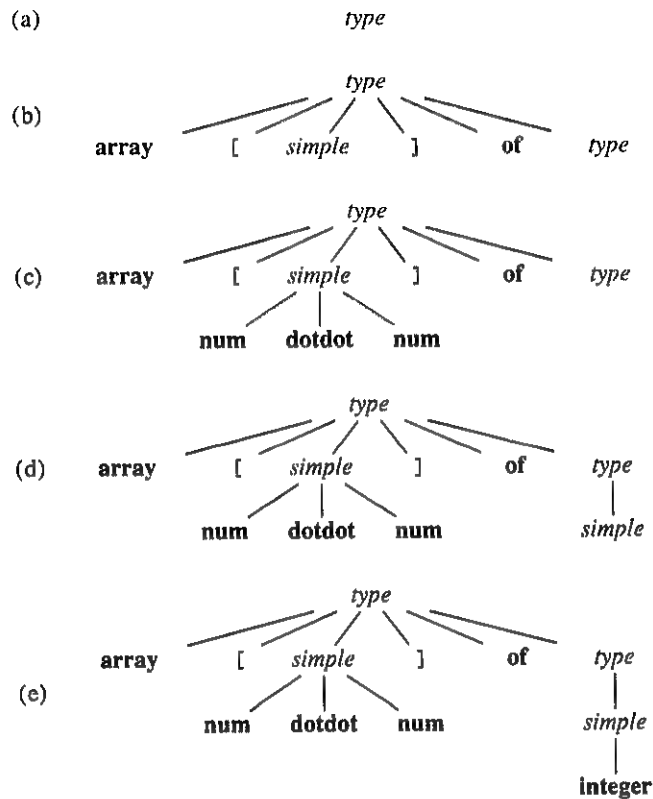 (a) type
type
(b)
array [ simple ] of type
type
(c) array [ simple ] of type
num dotdot num
type
(d) array [ simple ] of type
num dotdot num simple
type
array [ simple ] of type
(e)
num dotdot num simple
integer